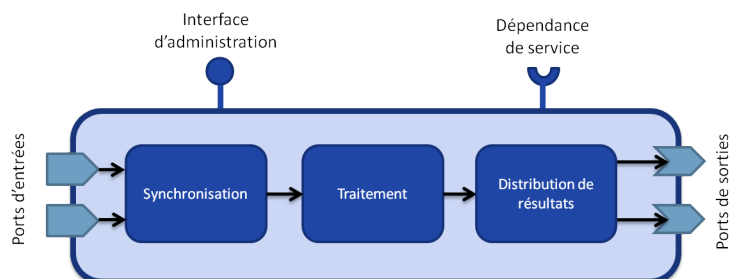 Interface
d'administration
Dépendance
de service
Ports d'entrées
Synchronisation
Traitement
Distribution de
résultats
Ports de sorties